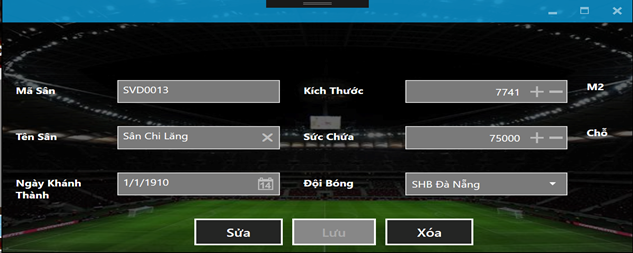 Mã Sân SVD0013 Kích Thước 7741 M2
Tên Sân Sân Chi Lăng Sức Chứa 75000 Chỗ
Ngày Khánh Thành 1/1/1910 14 Đội Bóng SHB Đà Nẵng
Sửa Lưu Xóa